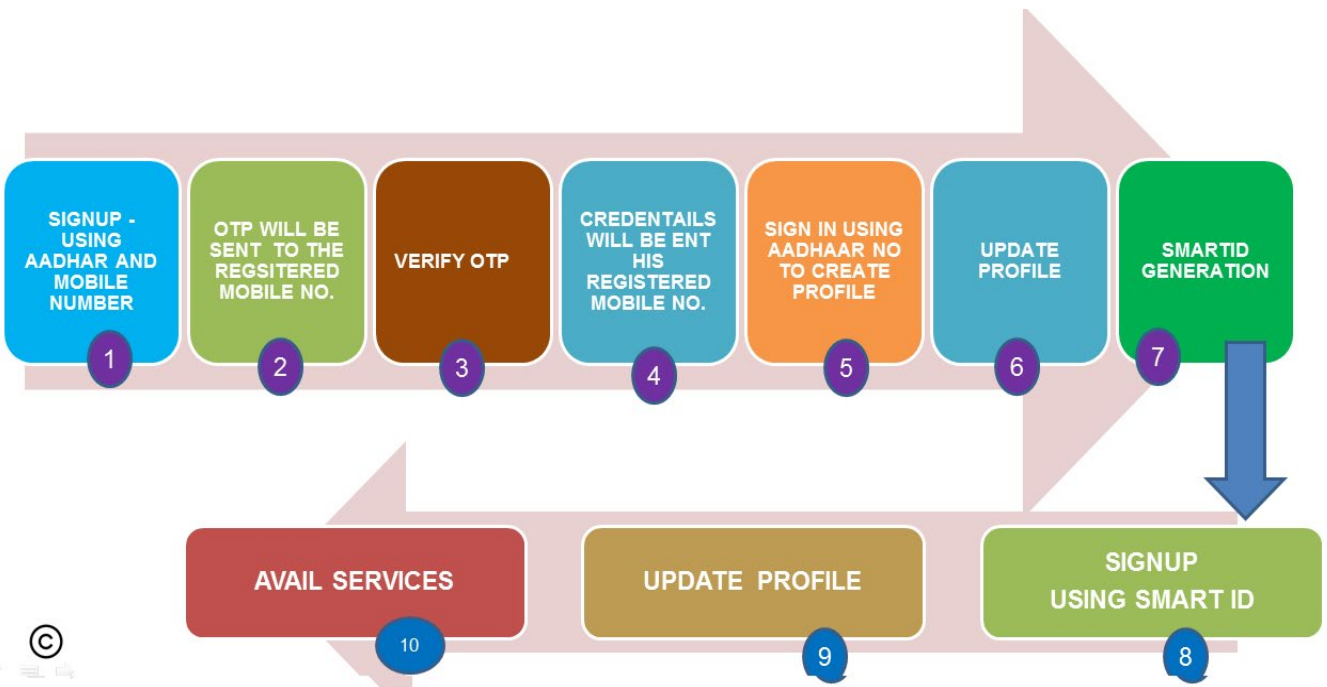 SIGNUP -
USING
AADHAR AND
MOBILE
NUMBER
1
OTP WILL BE
SENT TO THE
REGSITERED
MOBILE NO.
2
VERIFY OTP
3
CREDENTAILS
WILL BE ENT
HIS
REGISTERED
MOBILE NO.
4
SIGN IN USING
AADHAAR NO
TO CREATE
PROFILE
5
UPDATE
PROFILE
6
SMARTID
GENERATION
7
SIGNUP
USING SMART ID
8
UPDATE PROFILE
9
AVAIL SERVICES
10
©